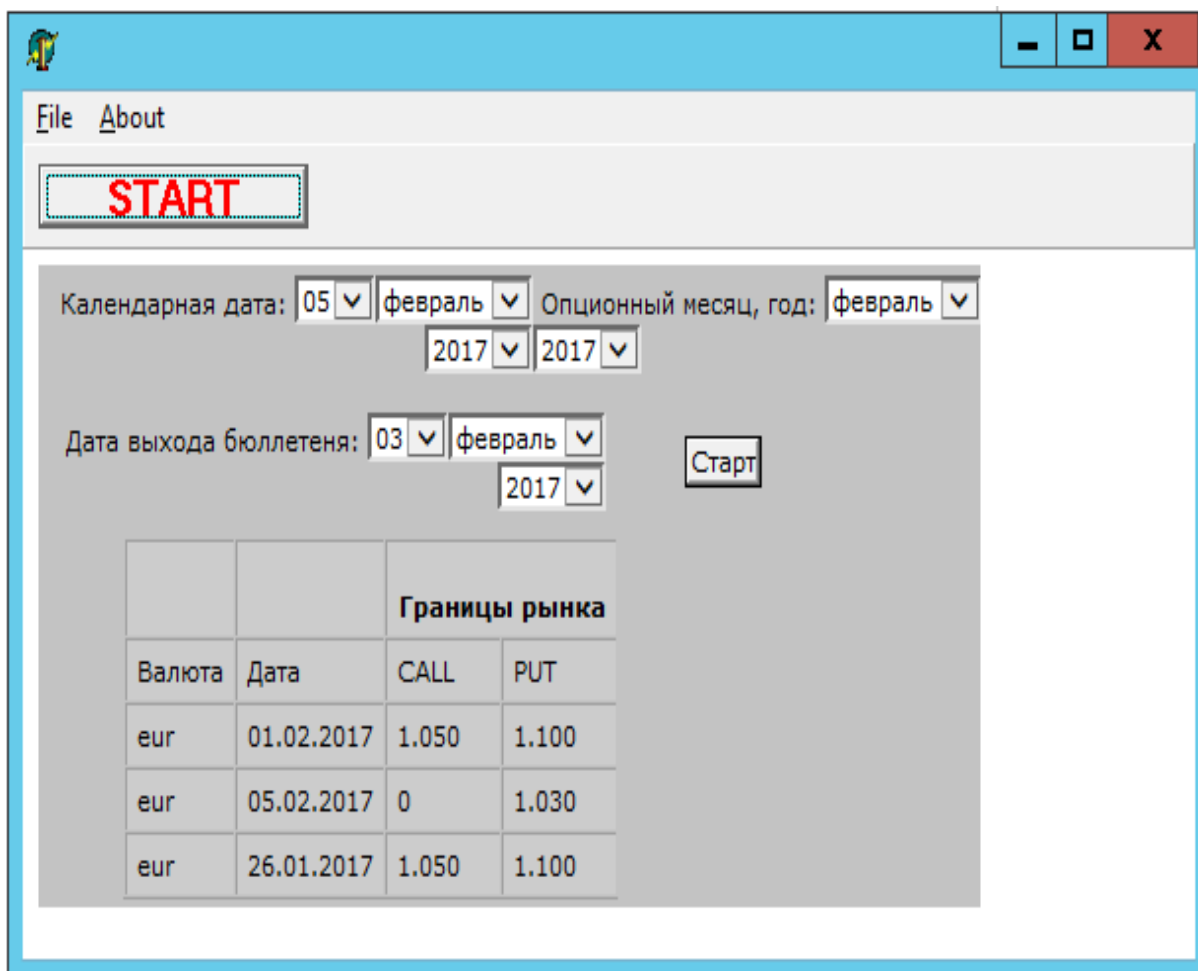 File About
START
Календарная дата: 05 февраль Опционный месяц, год: февраль
2017 2017
Дата выхода бюллетеня: 03 февраль
Старт
2017
Границы рынка
Валюта Дата CALL PUT
eur 01.02.2017 1.050 1.100
eur 05.02.2017 0 1.030
eur 26.01.2017 1.050 1.100